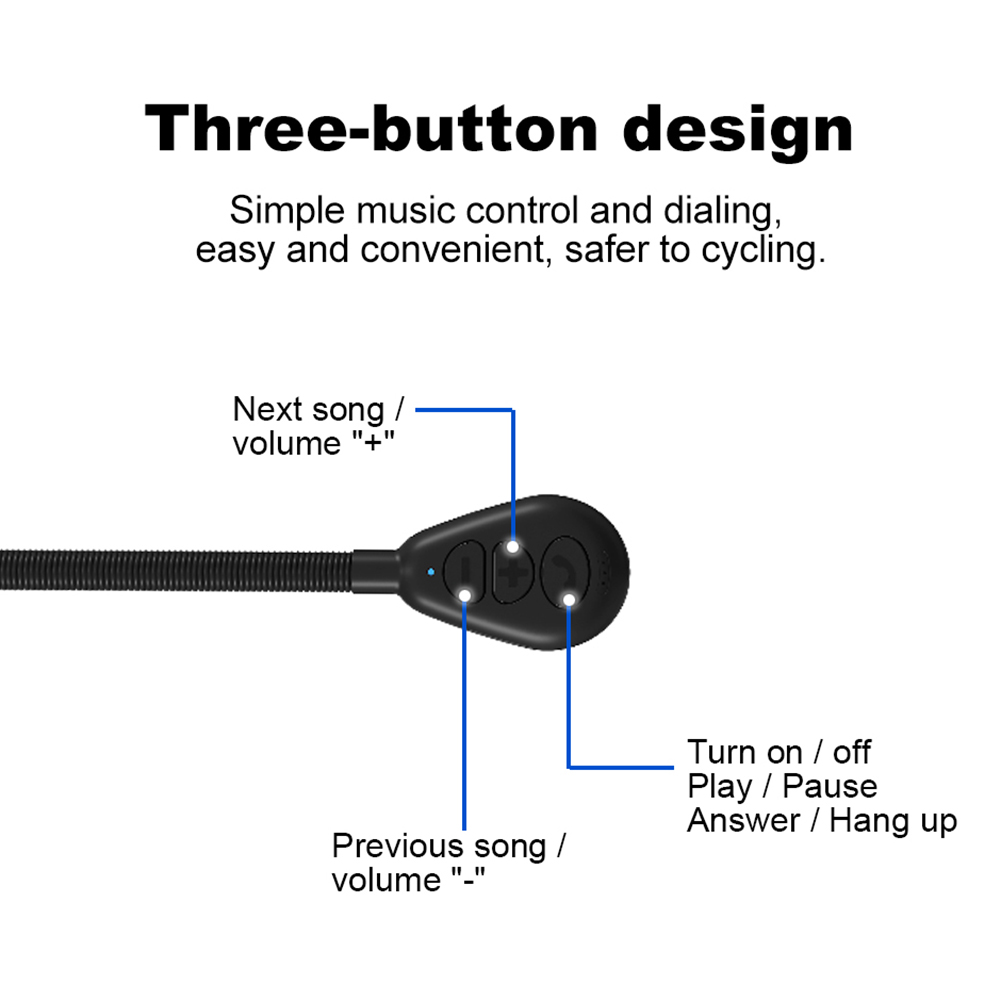 Three-button design
Simple music control and dialing,
easy and convenient, safer to cycling.
Next song /
volume "+"
Previous song /
volume "-"
Turn on / off
Play / Pause
Answer / Hang up